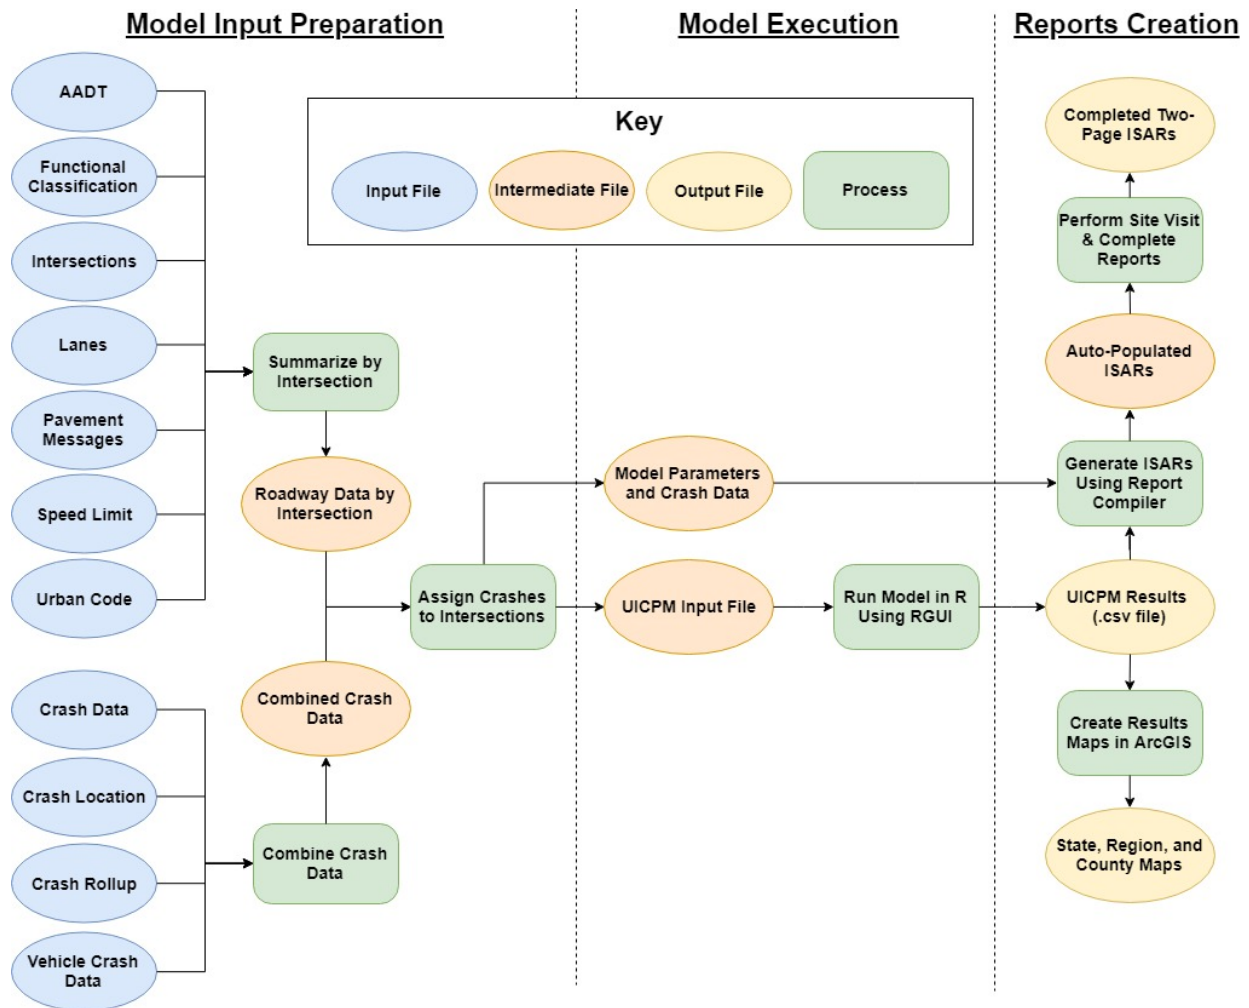 Model Input Preparation
Model Execution
Reports Creation
Key
Input File
Intermediate File
Output File
Process
AADT
Functional
Classification
Intersections
Lanes
Pavement
Messages
Speed Limit
Urban Code
Crash Data
Crash Location
Crash Rollup
Vehicle Crash
Data
Summarize by
Intersection
Roadway Data by
Intersection
Combined Crash
Data
Combine Crash
Data
Assign Crashes
to Intersections
Model Parameters
and Crash Data
UICPM Input File
Run Model in R
Using RGUI
Completed Two-
Page ISARs
Perform Site Visit
& Complete
Reports
Auto-Populated
ISARs
Generate ISARs
Using Report
Compiler
UICPM Results
(.csv file)
Create Results
Maps in ArcGIS
State, Region, and
County Maps